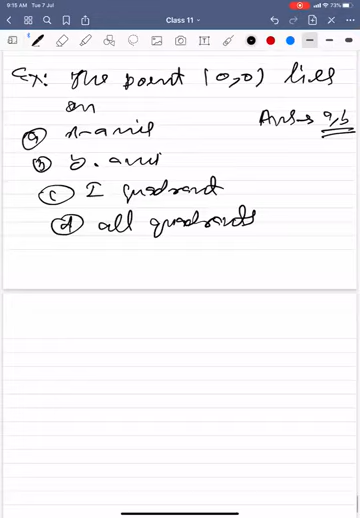 9:15 AM Tue 7 Jul
73%
Class 11
Ex: The point (0,0) lies
on
Ans → a,b
(a) x-axis
(b) y-axis
(c) I quadrant
(d) all quadrants